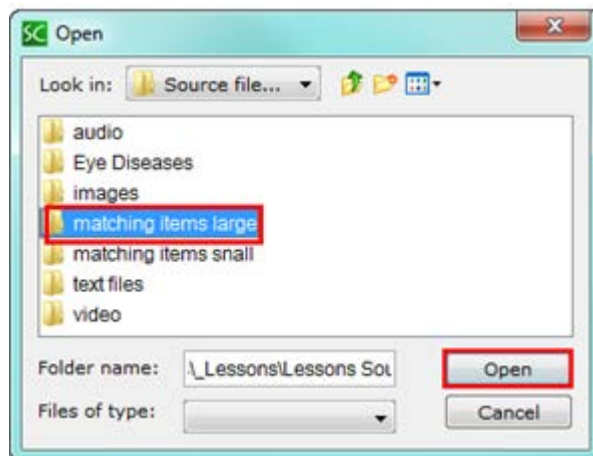 SC Open
Look in: Source file...
audio
Eye Diseases
images
matching items large
matching items snall
text files
video
Folder name: .\_Lessons\Lessons Sou Open
Files of type: Cancel